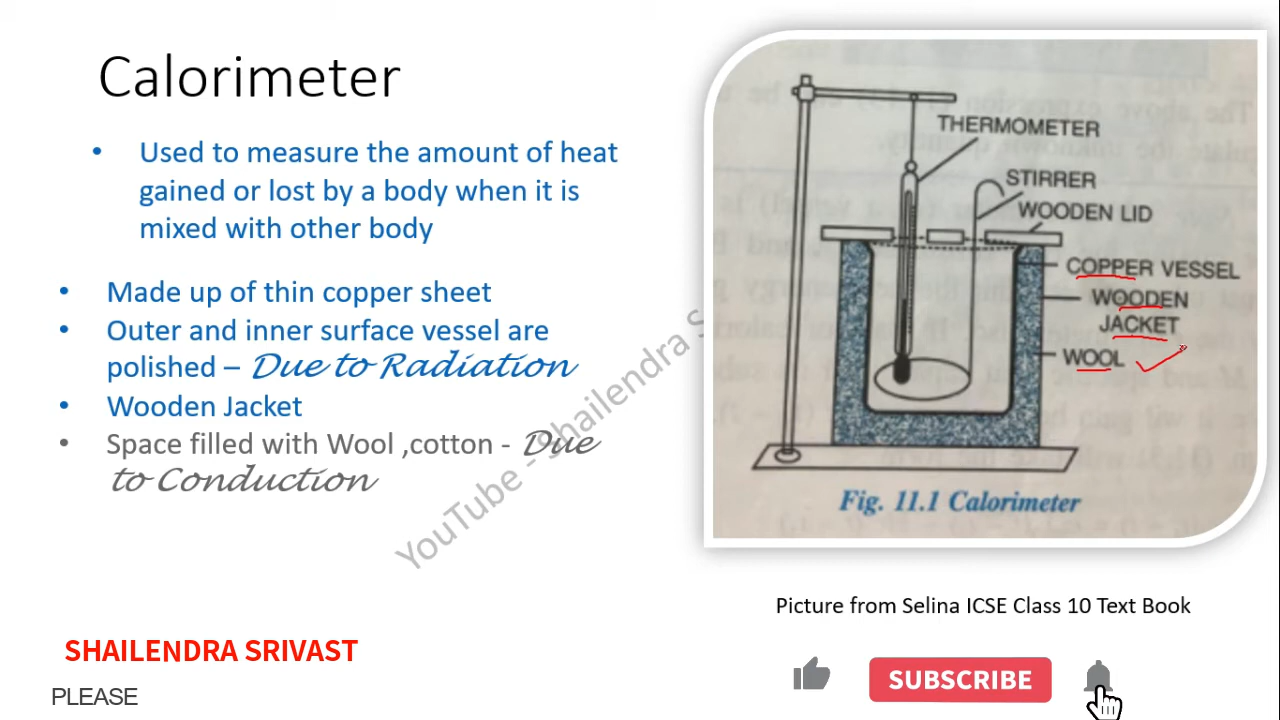 Calorimeter
• Used to measure the amount of heat
gained or lost by a body when it is
mixed with other body
• Made up of thin copper sheet
• Outer and inner surface vessel are
polished – Due to Radiation
• Wooden Jacket
• Space filled with Wool ,cotton - Due
to Conduction
YouTube - Shailendra S
THERMOMETER
STIRRER
WOODEN LID
COPPER VESSEL
WOODEN
JACKET
WOOL
Fig. 11.1 Calorimeter
Picture from Selina ICSE Class 10 Text Book
SHAILENDRA SRIVAST
PLEASE
SUBSCRIBE